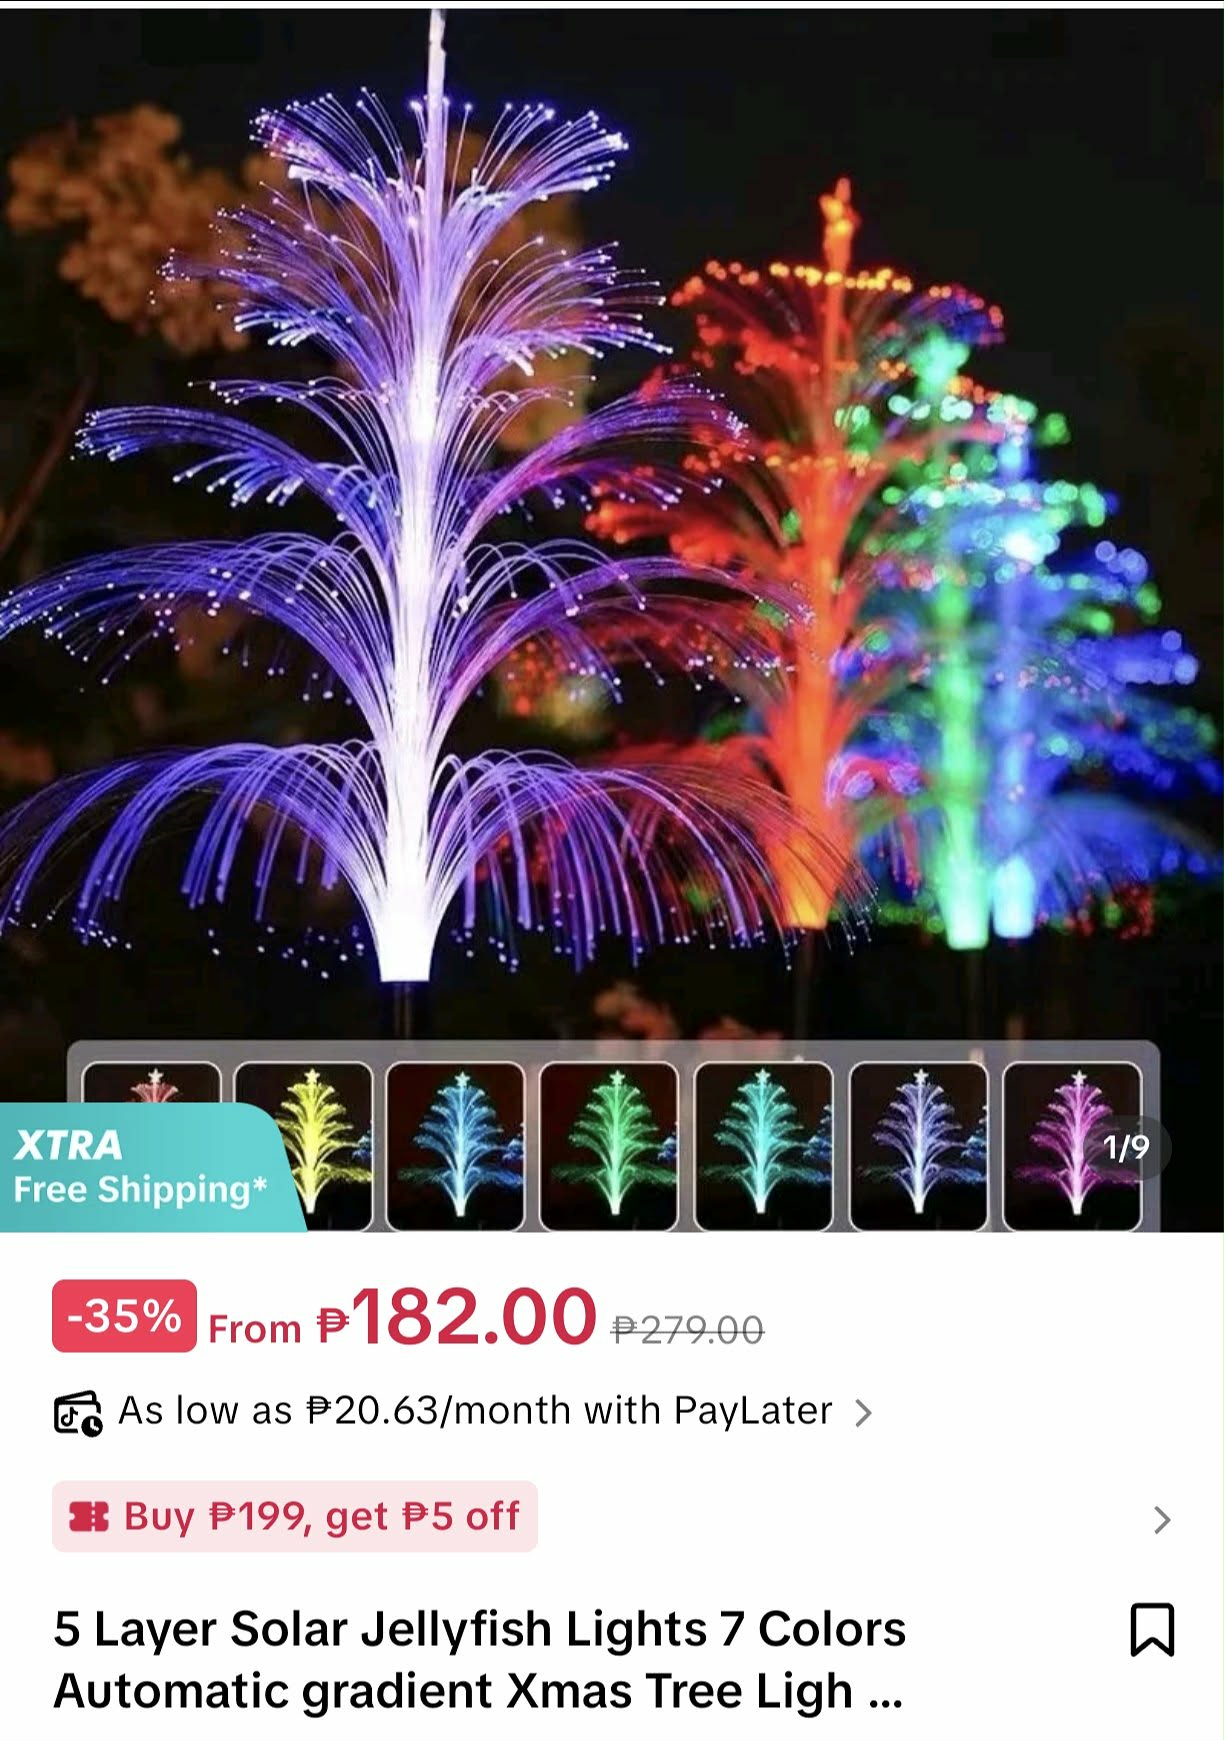 XTRA
Free Shipping*
1/9
-35% From ₱182.00 ₱279.00
As low as ₱20.63/month with PayLater
Buy ₱199, get ₱5 off
5 Layer Solar Jellyfish Lights 7 Colors
Automatic gradient Xmas Tree Ligh ...